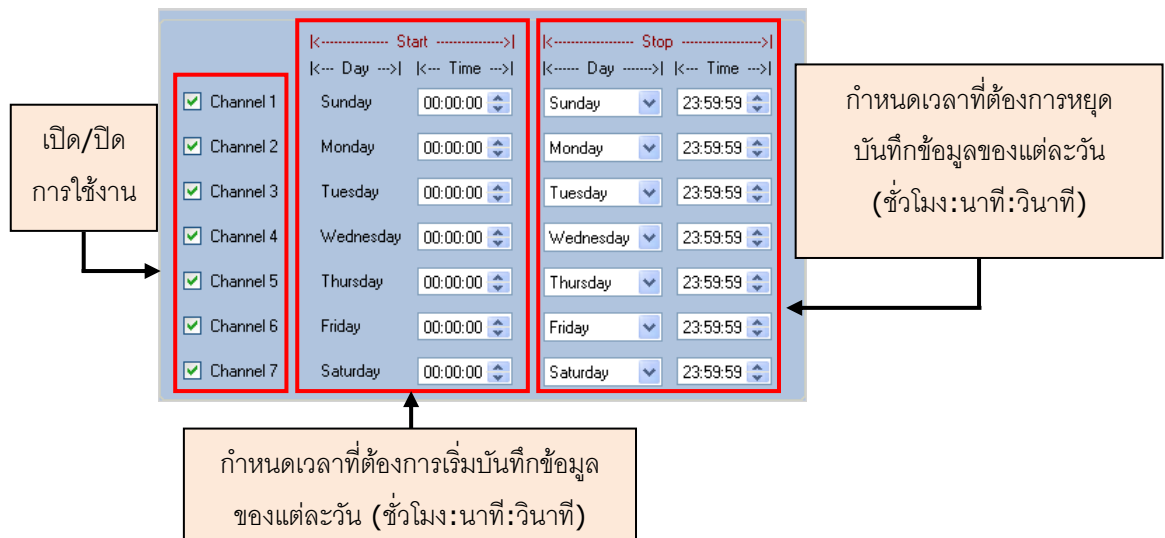 |<--------------- Start --------------->| |<----------------- Stop ----------------->|
|<--- Day --->| |<--- Time --->| |<------ Day ------->| |<--- Time --->|
Channel 1 Sunday 00:00:00 Sunday 23:59:59
Channel 2 Monday 00:00:00 Monday 23:59:59
Channel 3 Tuesday 00:00:00 Tuesday 23:59:59
Channel 4 Wednesday 00:00:00 Wednesday 23:59:59
Channel 5 Thursday 00:00:00 Thursday 23:59:59
Channel 6 Friday 00:00:00 Friday 23:59:59
Channel 7 Saturday 00:00:00 Saturday 23:59:59
เปิด/ปิด
การใช้งาน
กำหนดเวลาที่ต้องการหยุด
บันทึกข้อมูลของแต่ละวัน
(ชั่วโมง:นาที:วินาที)
กำหนดเวลาที่ต้องการเริ่มบันทึกข้อมูล
ของแต่ละวัน (ชั่วโมง:นาที:วินาที)